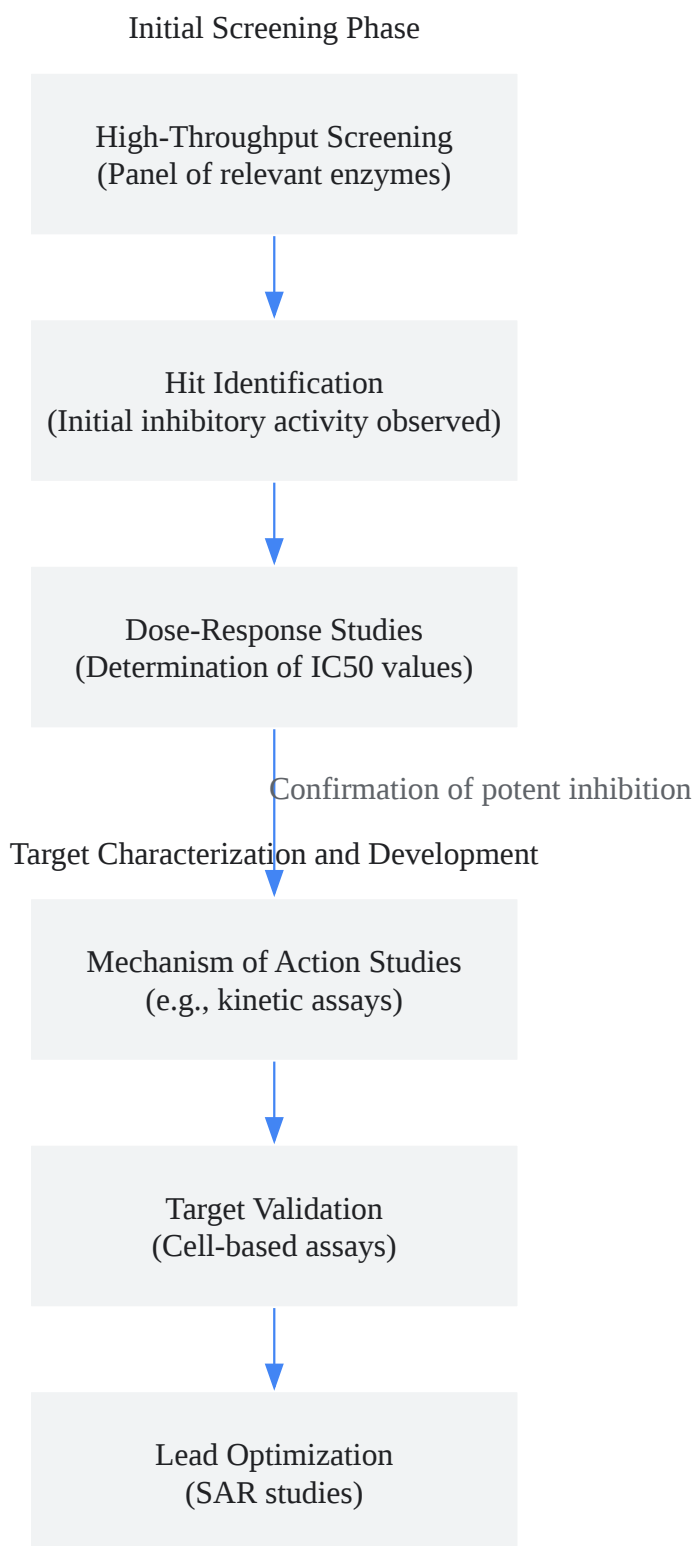 Initial Screening Phase
High-Throughput Screening
(Panel of relevant enzymes)
Hit Identification
(Initial inhibitory activity observed)
Dose-Response Studies
(Determination of IC50 values)
Confirmation of potent inhibition
Target Characterization and Development
Mechanism of Action Studies
(e.g., kinetic assays)
Target Validation
(Cell-based assays)
Lead Optimization
(SAR studies)